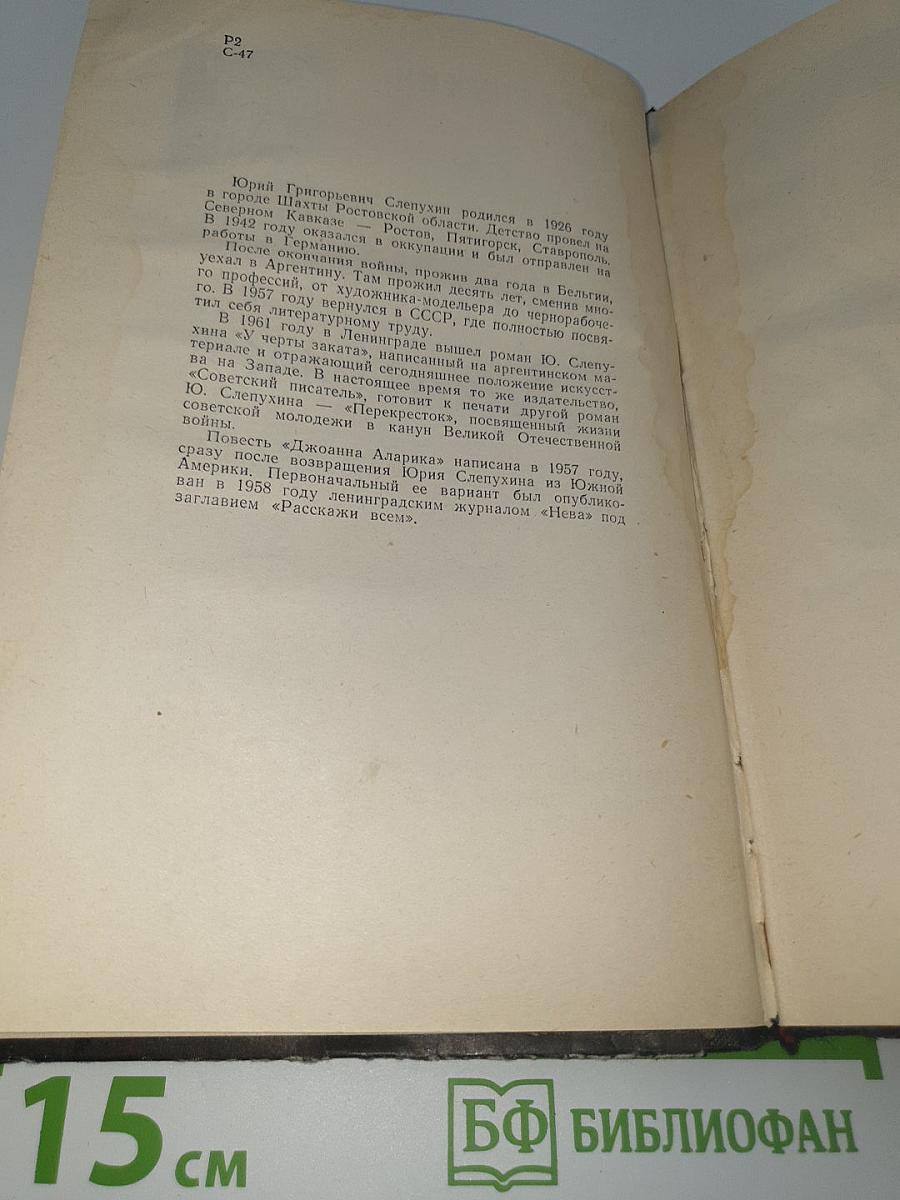 Р2
С-47
Юрий Григорьевич Слепухин родился в 1926 году
в городе Шахты Ростовской области. Детство провел на
Северном Кавказе — Ростов, Пятигорск, Ставрополь.
В 1942 году оказался в оккупации и был отправлен на
работы в Германию.
После окончания войны, прожив два года в Бельгии,
уехал в Аргентину. Там прожил десять лет, сменив мно-
го профессий, от художника-модельера до чернорабоче-
го. В 1957 году вернулся в СССР, где полностью посвя-
тил себя литературному труду.
В 1961 году в Ленинграде вышел роман Ю. Слепу-
хина «У черты заката», написанный на аргентинском ма-
териале и отражающий сегодняшнее положение искусст-
ва на Западе. В настоящее время то же издательство,
«Советский писатель», готовит к печати другой роман
Ю. Слепухина — «Перекресток», посвященный жизни
советской молодежи в канун Великой Отечественной
войны.
Повесть «Джоанна Аларика» написана в 1957 году,
сразу после возвращения Юрия Слепухина из Южной
Америки. Первоначальный ее вариант был опублико-
ван в 1958 году ленинградским журналом «Нева» под
заглавием «Расскажи всем».
15 см
БФ БИБЛИОФАН